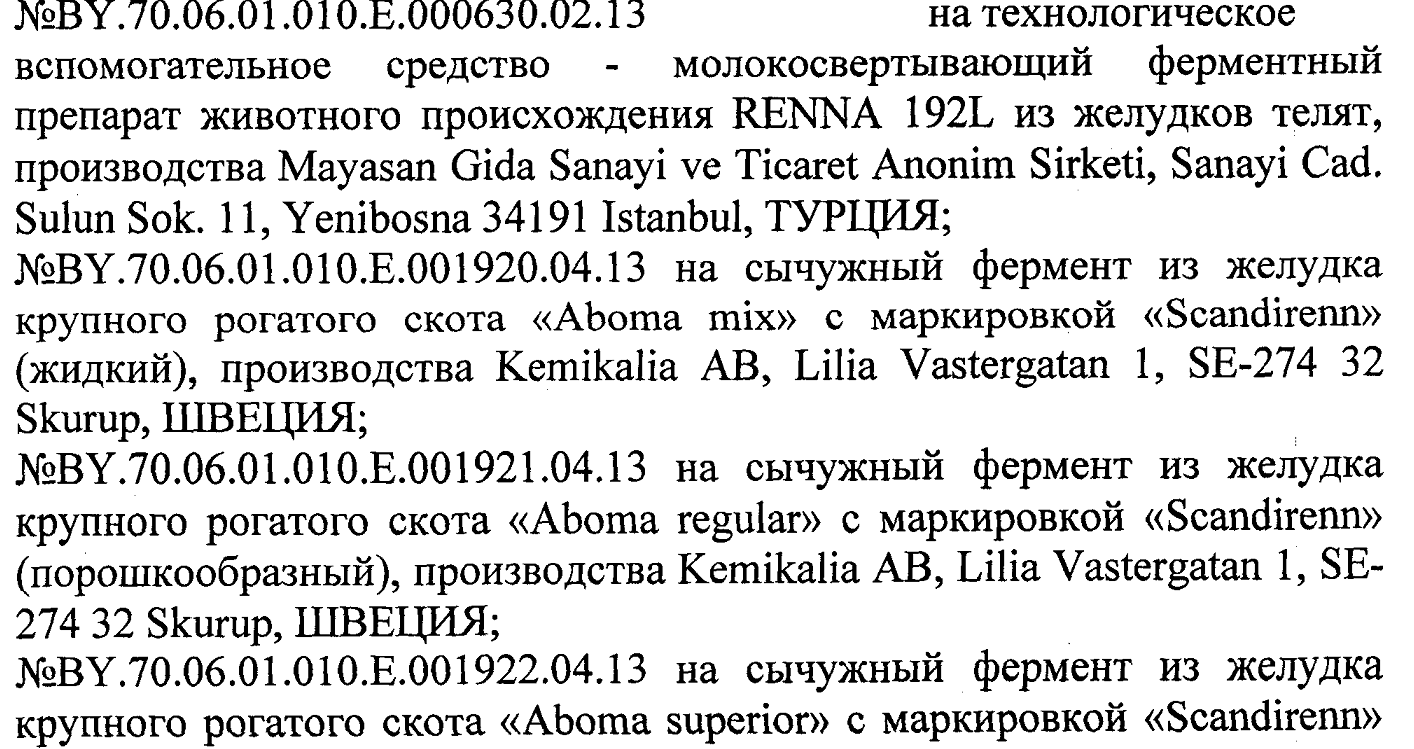 №BY.70.06.01.010.E.000630.02.13 на технологическое
вспомогательное средство - молокосвертывающий ферментный
препарат животного происхождения RENNA 192L из желудков телят,
производства Mayasan Gida Sanayi ve Ticaret Anonim Sirketi, Sanayi Cad.
Sulun Sok. 11, Yenibosna 34191 Istanbul, ТУРЦИЯ;
№BY.70.06.01.010.E.001920.04.13 на сычужный фермент из желудка
крупного рогатого скота «Aboma mix» с маркировкой «Scandirenn»
(жидкий), производства Kemikalia AB, Lilia Vastergatan 1, SE-274 32
Skurup, ШВЕЦИЯ;
№BY.70.06.01.010.E.001921.04.13 на сычужный фермент из желудка
крупного рогатого скота «Aboma regular» с маркировкой «Scandirenn»
(порошкообразный), производства Kemikalia AB, Lilia Vastergatan 1, SE-
274 32 Skurup, ШВЕЦИЯ;
№BY.70.06.01.010.E.001922.04.13 на сычужный фермент из желудка
крупного рогатого скота «Aboma superior» с маркировкой «Scandirenn»